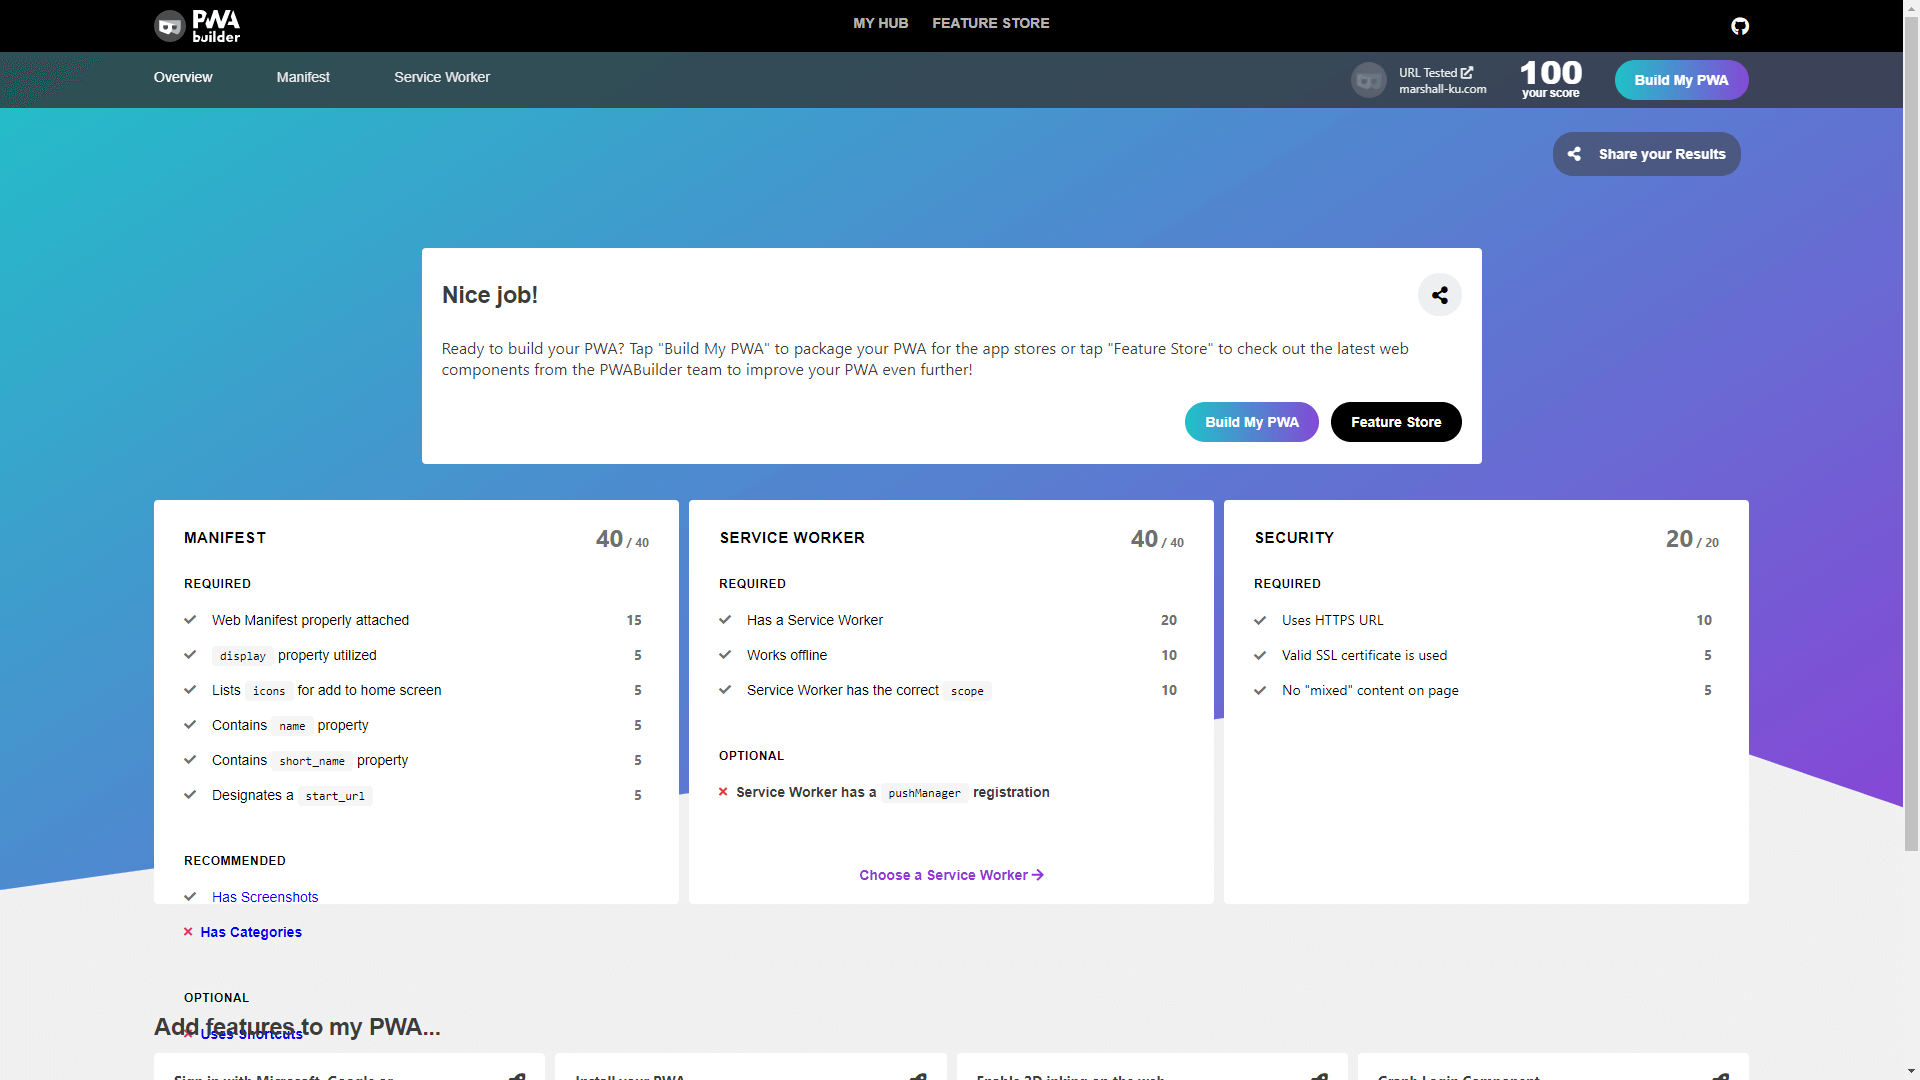 PWA
builder
MY HUB
FEATURE STORE
Overview
Manifest
Service Worker
URL Tested
marshall-ku.com
100
your score
Build My PWA
Share your Results
Nice job!
Ready to build your PWA? Tap "Build My PWA" to package your PWA for the app stores or tap "Feature Store" to check out the latest web
components from the PWABuilder team to improve your PWA even further!
Build My PWA
Feature Store
MANIFEST
40 / 40
REQUIRED
Web Manifest properly attached 15
display property utilized 5
Lists icons for add to home screen 5
Contains name property 5
Contains short_name property 5
Designates a start_url 5
RECOMMENDED
Has Screenshots
Has Categories
OPTIONAL
Uses Shortcuts
SERVICE WORKER
40 / 40
REQUIRED
Has a Service Worker 20
Works offline 10
Service Worker has the correct scope 10
OPTIONAL
Service Worker has a pushManager registration
Choose a Service Worker
SECURITY
20 / 20
REQUIRED
Uses HTTPS URL 10
Valid SSL certificate is used 5
No "mixed" content on page 5
Add features to my PWA...
Sign in with Microsoft, Google or
Install your PWA
Enable 2D inking on the web
Graph Login Component